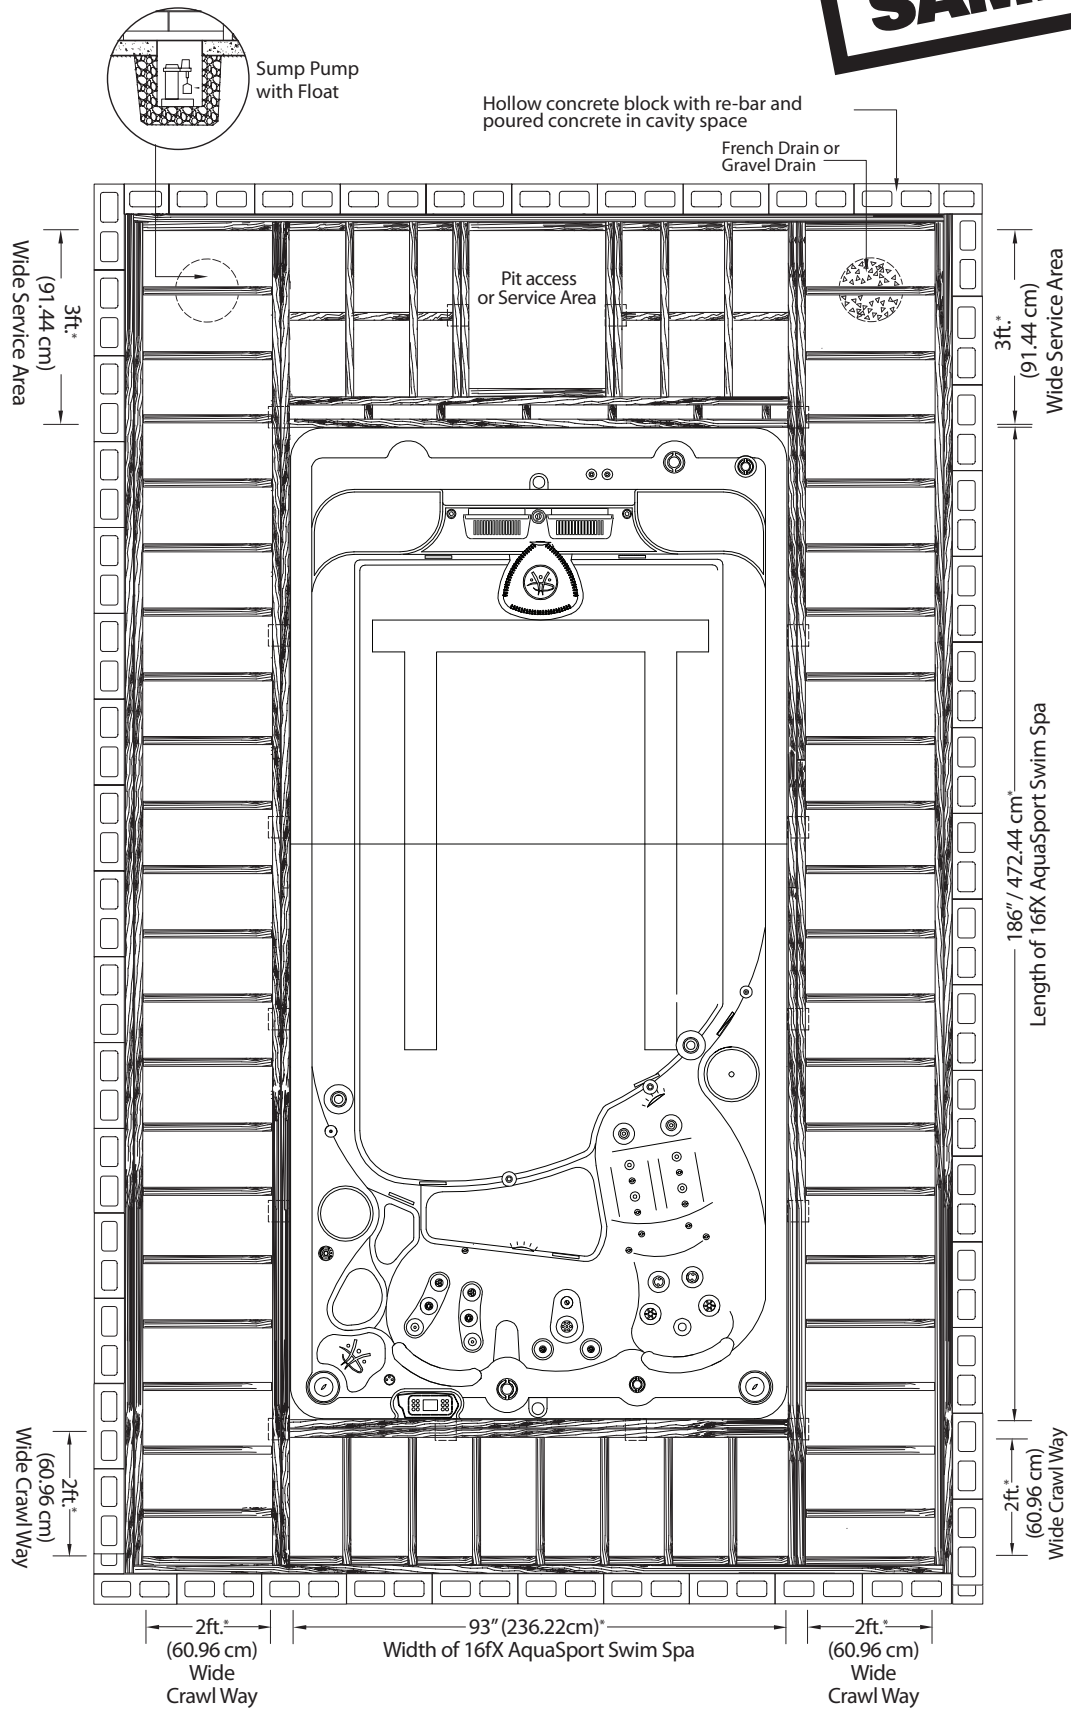 Sump Pump
with Float
Hollow concrete block with re-bar and
poured concrete in cavity space
French Drain or
Gravel Drain
Pit access
or Service Area
3ft.*
(91.44 cm)
Wide Service Area
3ft.*
(91.44 cm)
Wide Service Area
186” / 472.44 cm*
Length of 16fX AquaSport Swim Spa
2ft.*
(60.96 cm)
Wide Crawl Way
2ft.*
(60.96 cm)
Wide Crawl Way
2ft.*
(60.96 cm)
Wide
Crawl Way
93” (236.22cm)*
Width of 16fX AquaSport Swim Spa
2ft.*
(60.96 cm)
Wide
Crawl Way